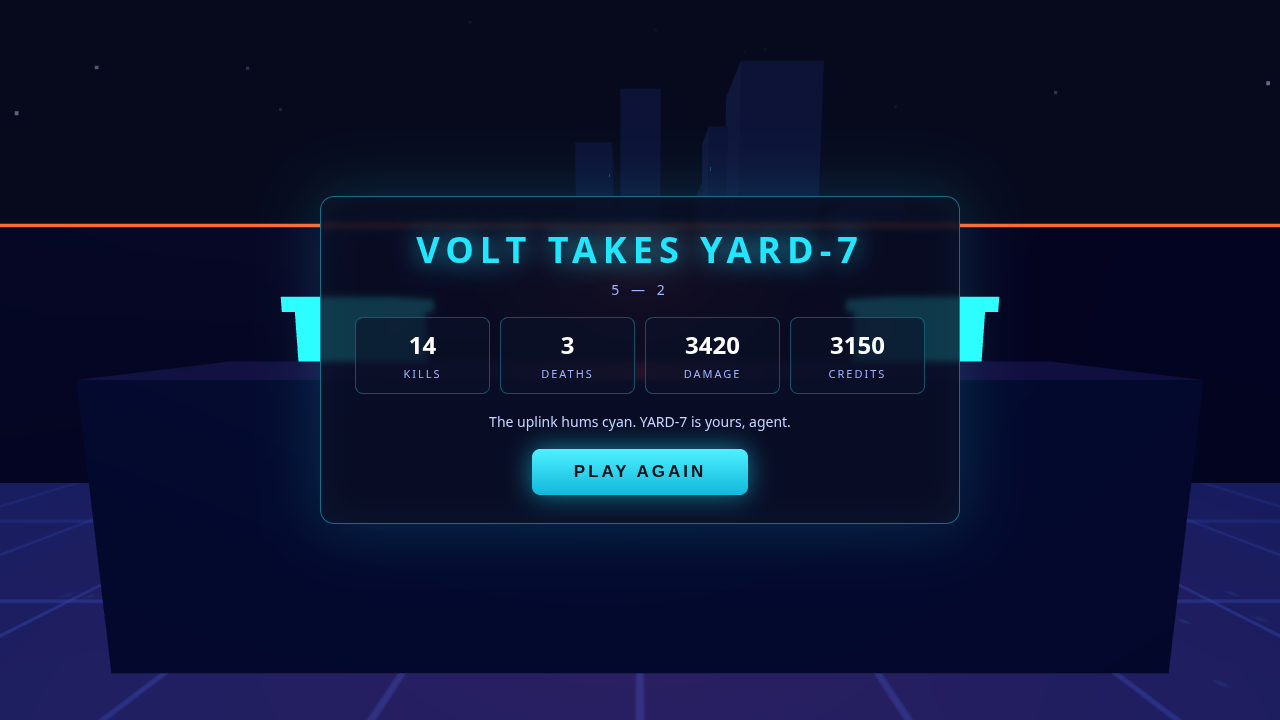 VOLT TAKES YARD-7
5 — 2
14 3 3420 3150
KILLS DEATHS DAMAGE CREDITS
The uplink hums cyan. YARD-7 is yours, agent.
PLAY AGAIN